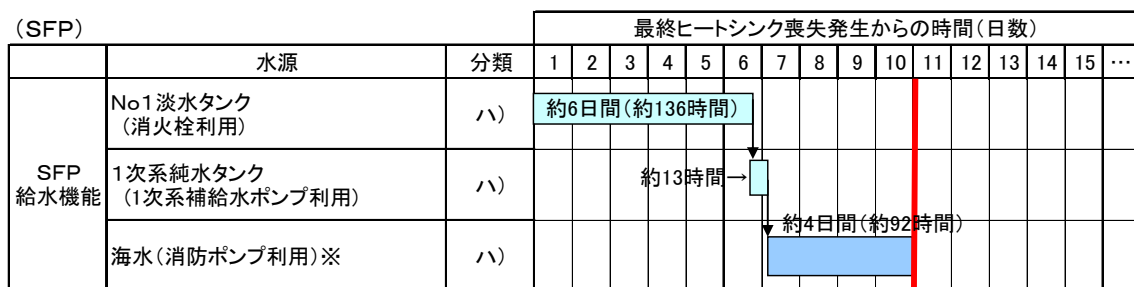 (SFP)
最終ヒートシンク喪失発生からの時間(日数)
水源 分類 1 2 3 4 5 6 7 8 9 10 11 12 13 14 15 …
SFP
給水機能
No1淡水タンク
(消火栓利用)
ハ)
約6日間(約136時間)
1次系純水タンク
(1次系補給水ポンプ利用)
ハ)
約13時間→
海水(消防ポンプ利用)※
ハ)
約4日間(約92時間)